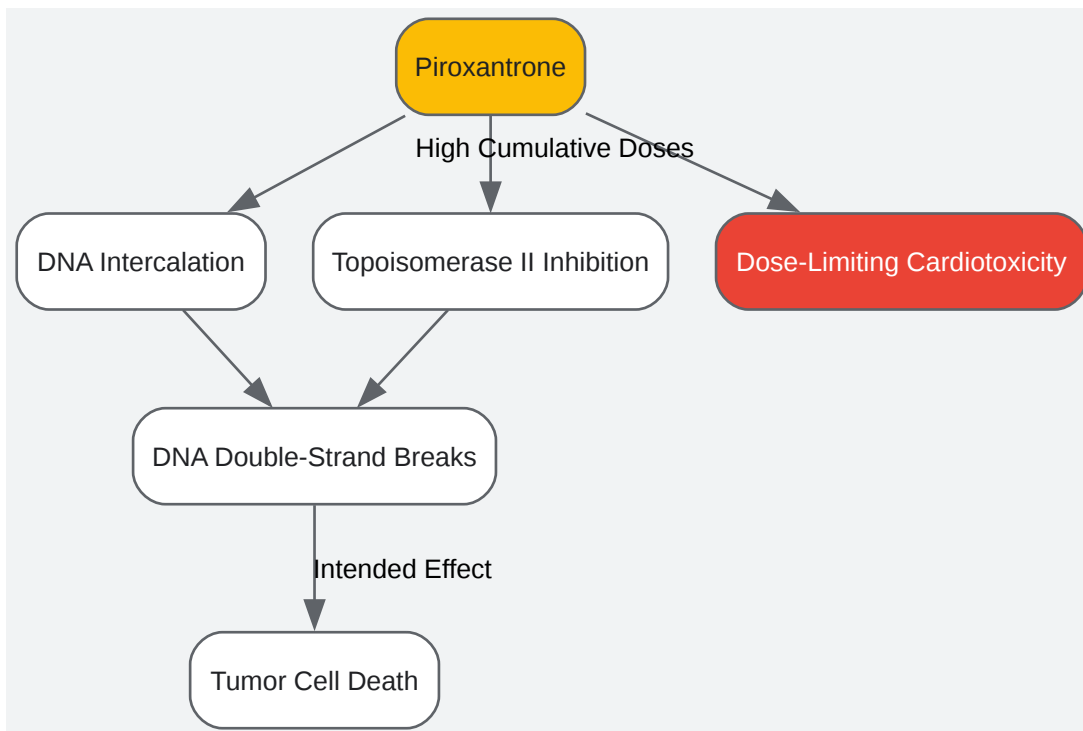 Piroxantrone
High Cumulative Doses
DNA Intercalation
Topoisomerase II Inhibition
Dose-Limiting Cardiotoxicity
DNA Double-Strand Breaks
Intended Effect
Tumor Cell Death